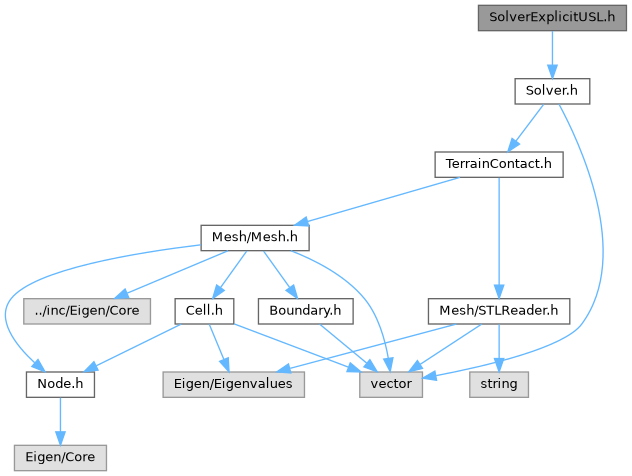 SolverExplicitUSL.h
Solver.h
TerrainContact.h
Mesh/Mesh.h
../inc/Eigen/Core
Cell.h
Boundary.h
Mesh/STLReader.h
Node.h
Eigen/Eigenvalues
vector
string
Eigen/Core